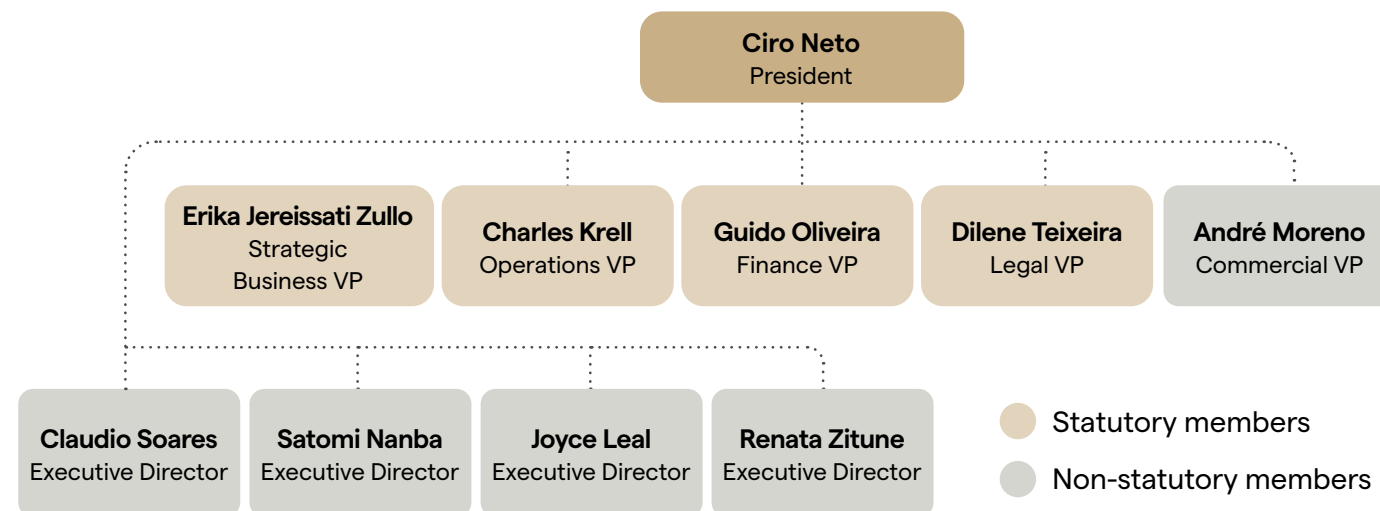 Ciro Neto
President
Erika Jereissati Zullo
Strategic
Business VP
Charles Krell
Operations VP
Guido Oliveira
Finance VP
Dilene Teixeira
Legal VP
André Moreno
Commercial VP
Claudio Soares
Executive Director
Satomi Nanba
Executive Director
Joyce Leal
Executive Director
Renata Zitune
Executive Director
Statutory members
Non-statutory members